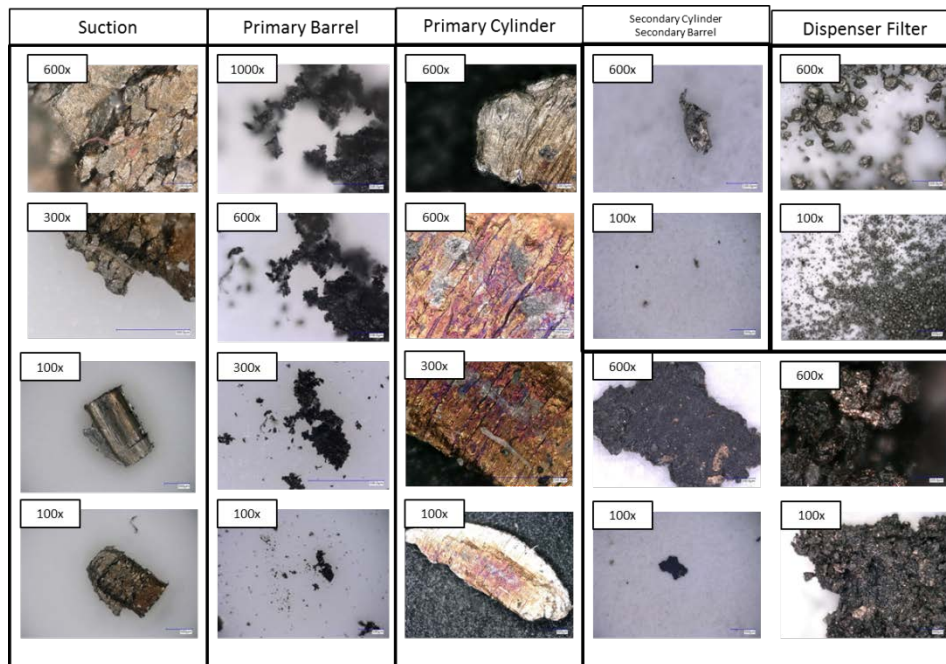 Suction
Primary Barrel
Primary Cylinder
Secondary Cylinder
Secondary Barrel
Dispenser Filter
600x
1000x
600x
600x
600x
300x
600x
600x
100x
100x
100x
300x
300x
600x
600x
100x
100x
100x
100x
100x